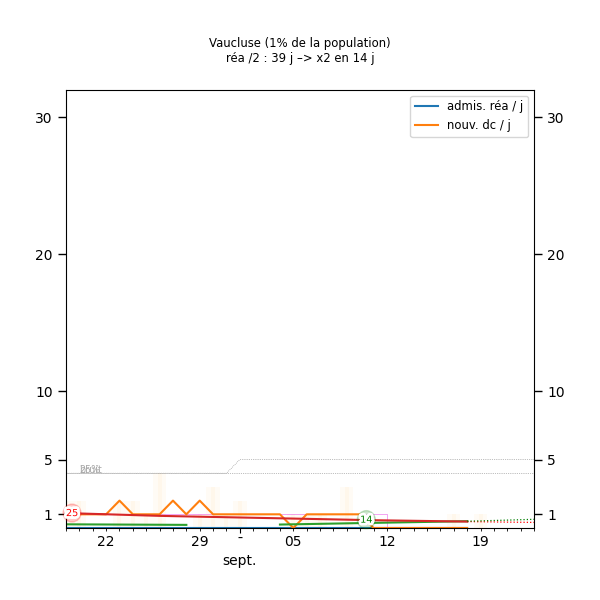 Vaucluse (1% de la population)
réa /2 : 39 j –> x2 en 14 j
admis. réa / j
nouv. dc / j
30 30
20 20
10 10
5 5
25
14
1 1
22 29 - 05 12 19
sept.